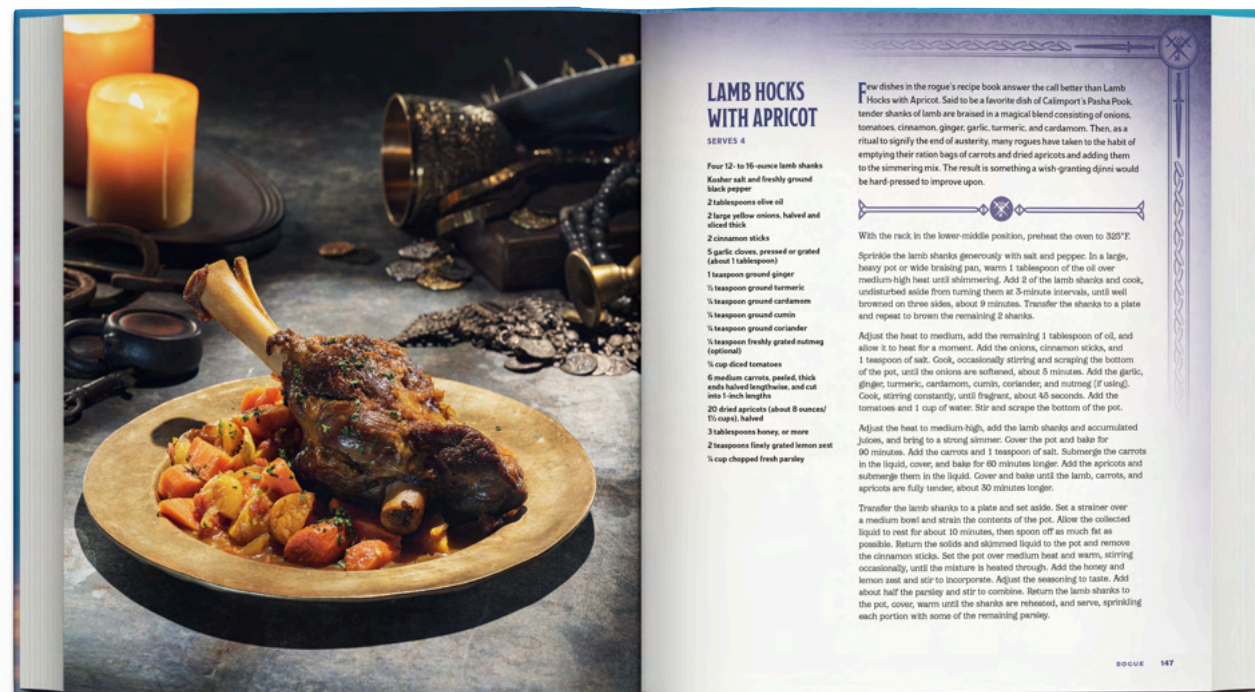 LAMB HOCKS
WITH APRICOT
SERVES 4
Four 12- to 16-ounce lamb shanks
Kosher salt and freshly ground
black pepper
2 tablespoons olive oil
2 large yellow onions, halved and
sliced thick
2 cinnamon sticks
5 garlic cloves, pressed or grated
(about 1 tablespoon)
1 teaspoon ground ginger
½ teaspoon ground turmeric
teaspoon ground cardamom
teaspoon ground cumin
teaspoon ground coriander
teaspoon freshly grated nutmeg
(optional)
cup diced tomatoes
6 medium carrots, peeled, thick
ends halved lengthwise, and cut
into 1-inch lengths
20 dried apricots (about 8 ounces/
cups), halved
3 tablespoons honey, or more
2 teaspoons finely grated lemon zest
cup chopped fresh parsley
Few dishes in the rogue's recipe book answer the call better than Lamb
Hocks with Apricot. Said to be a favorite dish of Calimport's Pasha Pook,
tender shanks of lamb are braised in a magical blend consisting of onions,
tomatoes, cinnamon, ginger, garlic, turmeric, and cardamom. Then, as a
ritual to signify the end of austerity, many rogues have taken to the habit of
emptying their ration bags of carrots and dried apricots and adding them
to the simmering mix. The result is something a wish-granting djinni would
be hard-pressed to improve upon.
With the rack in the lower-middle position, preheat the oven to 325°F.
Sprinkle the lamb shanks generously with salt and pepper. In a large,
heavy pot or wide braising pan, warm 1 tablespoon of the oil over
medium-high heat until shimmering. Add 2 of the lamb shanks and cook,
undisturbed aside from turning them at 3-minute intervals, until well
browned on three sides, about 9 minutes. Transfer the shanks to a plate
and repeat to brown the remaining 2 shanks.
Adjust the heat to medium, add the remaining 1 tablespoon of oil, and
allow it to heat for a moment. Add the onions, cinnamon sticks, and
1 teaspoon of salt. Cook, occasionally stirring and scraping the bottom
of the pot, until the onions are softened, about 5 minutes. Add the garlic,
ginger, turmeric, cardamom, cumin, coriander, and nutmeg (if using).
Cook, stirring constantly, until fragrant, about 45 seconds. Add the
tomatoes and 1 cup of water. Stir and scrape the bottom of the pot.
Adjust the heat to medium-high, add the lamb shanks and accumulated
juices, and bring to a strong simmer. Cover the pot and bake for
90 minutes. Add the carrots and 1 teaspoon of salt. Submerge the carrots
in the liquid, cover, and bake for 60 minutes longer. Add the apricots and
submerge them in the liquid. Cover and bake until the lamb, carrots, and
apricots are fully tender, about 30 minutes longer.
Transfer the lamb shanks to a plate and set aside. Set a strainer over
a medium bowl and strain the contents of the pot. Allow the collected
liquid to rest for about 10 minutes, then spoon off as much fat as
possible. Return the solids and skimmed liquid to the pot and remove
the cinnamon sticks. Set the pot over medium heat and warm, stirring
occasionally, until the mixture is heated through. Add the honey and
lemon zest and stir to incorporate. Adjust the seasoning to taste. Add
about half the parsley and stir to combine. Return the lamb shanks to
the pot, cover, warm until the shanks are reheated, and serve, sprinkling
each portion with some of the remaining parsley.
ROGUE 147